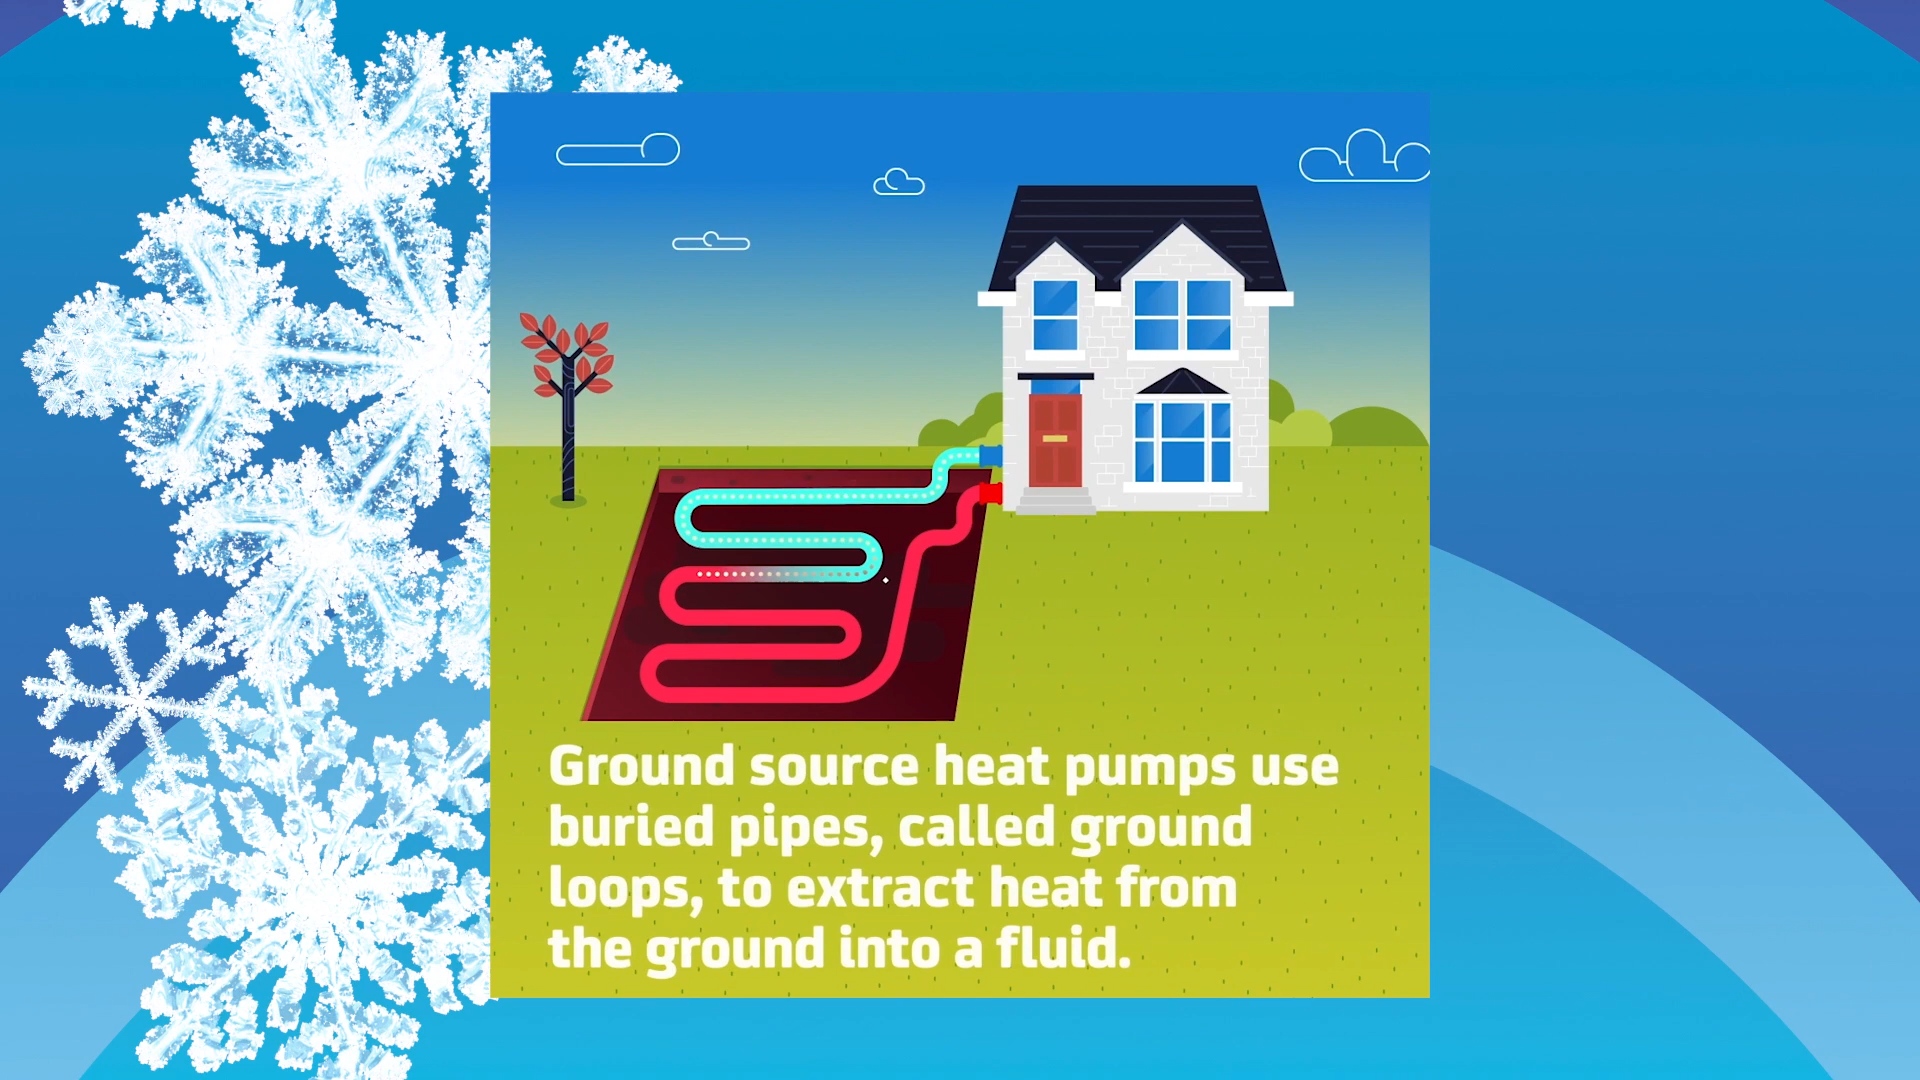 Ground source heat pumps use
buried pipes, called ground
loops, to extract heat from
the ground into a fluid.